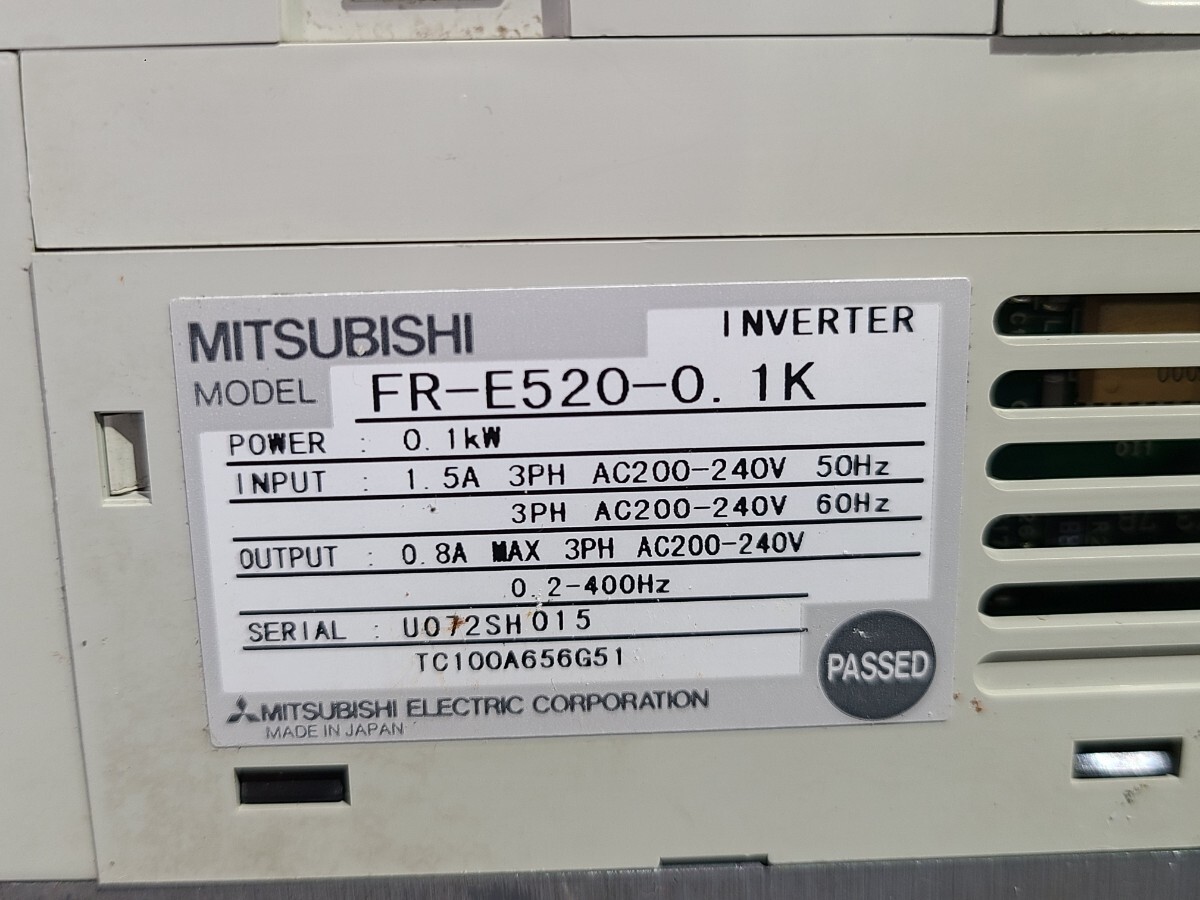 MITSUBISHI INVERTER
MODEL FR-E520-0. 1K
POWER : 0. 1kW
INPUT : 1. 5A 3PH AC200-240V 50Hz
3PH AC200-240V 60Hz
OUTPUT : 0. 8A MAX 3PH AC200-240V
0. 2-400Hz
SERIAL : U072SH015
TC100A656G51
PASSED
MITSUBISHI ELECTRIC CORPORATION
MADE IN JAPAN